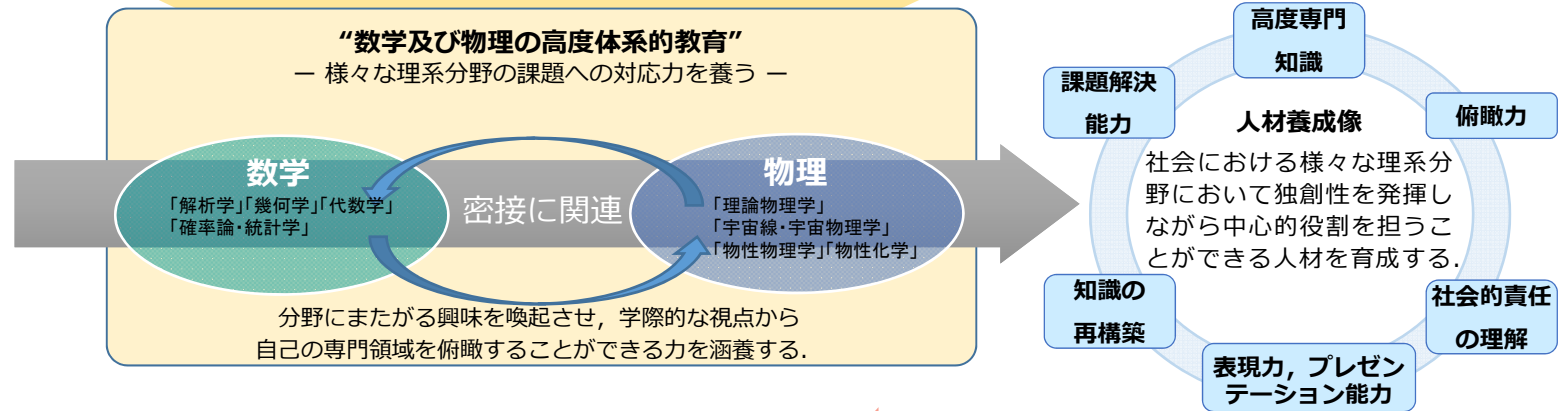 “数学及び物理の高度体系的教育”
ー 様々な理系分野の課題への対応力を養う ー
数学
「解析学」「幾何学」「代数学」
「確率論・統計学」
密接に関連
物理
「理論物理学」
「宇宙線・宇宙物理学」
「物性物理学」「物性化学」
分野にまたがる興味を喚起させ，学際的な視点から
自己の専門領域を俯瞰することができる力を涵養する．
高度専門
知識
課題解決
能力
俯瞰力
人材養成像
社会における様々な理系分
野において独創性を発揮し
ながら中心的役割を担うこ
とができる人材を育成する．
知識の
再構築
社会的責任
の理解
表現力，プレゼン
テーション能力